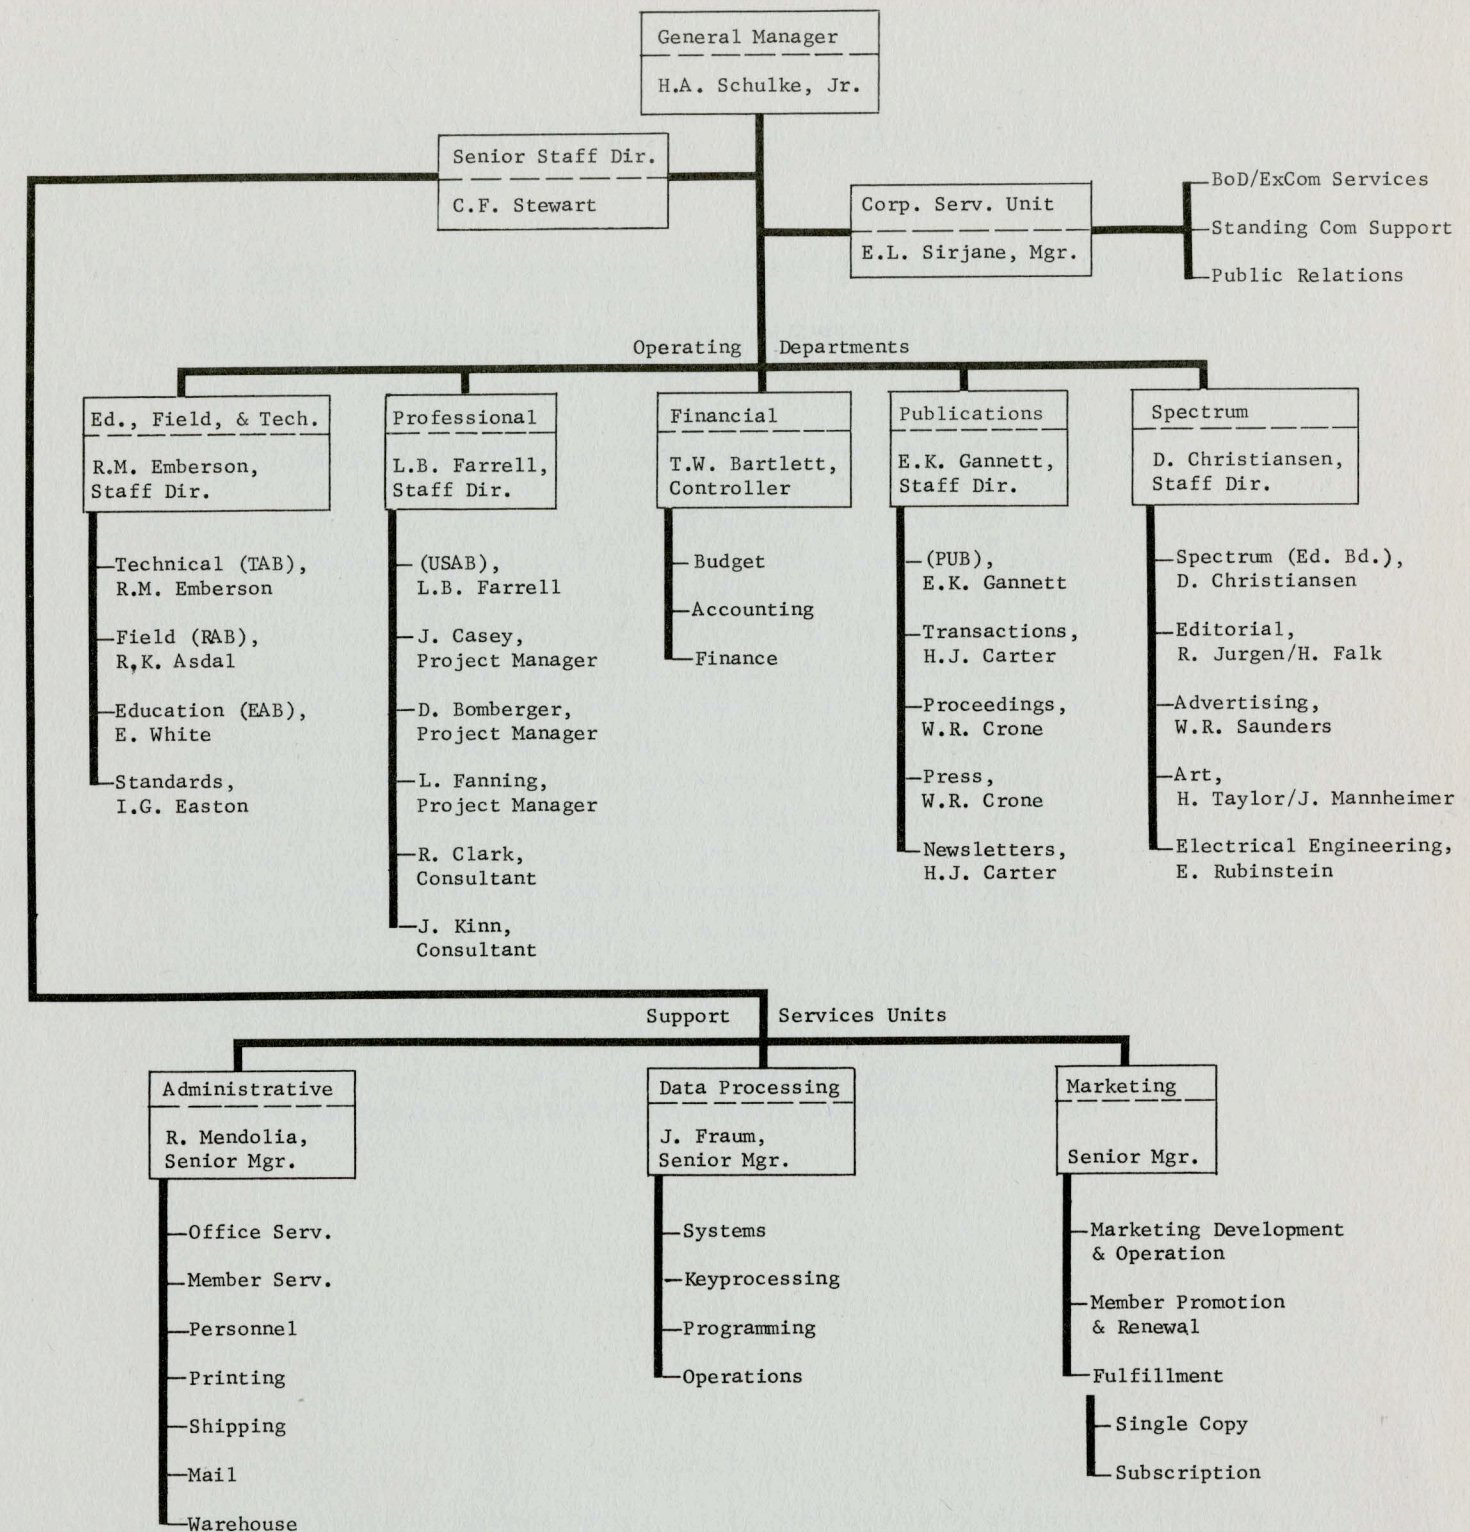 General Manager
H.A. Schulke, Jr.
Senior Staff Dir.
C.F. Stewart
Corp. Serv. Unit
E.L. Sirjane, Mgr.
BoD/ExCom Services
Standing Com Support
Public Relations
Operating Departments
Ed., Field, & Tech.
R.M. Emberson,
Staff Dir.
Technical (TAB),
R.M. Emberson
Field (RAB),
R,K. Asdal
Education (EAB),
E. White
Standards,
I.G. Easton
Professional
L.B. Farrell,
Staff Dir.
(USAB),
L.B. Farrell
J. Casey,
Project Manager
D. Bomberger,
Project Manager
L. Fanning,
Project Manager
R. Clark,
Consultant
J. Kinn,
Consultant
Financial
T.W. Bartlett,
Controller
Budget
Accounting
Finance
Publications
E.K. Gannett,
Staff Dir.
(PUB),
E.K. Gannett
Transactions,
H.J. Carter
Proceedings,
W.R. Crone
Press,
W.R. Crone
Newsletters,
H.J. Carter
Spectrum
D. Christiansen,
Staff Dir.
Spectrum (Ed. Bd.),
D. Christiansen
Editorial,
R. Jurgen/H. Falk
Advertising,
W.R. Saunders
Art,
H. Taylor/J. Mannheimer
Electrical Engineering,
E. Rubinstein
Support Services Units
Administrative
R. Mendolia,
Senior Mgr.
Office Serv.
Member Serv.
Personnel
Printing
Shipping
Mail
Warehouse
Data Processing
J. Fraum,
Senior Mgr.
Systems
Keyprocessing
Programming
Operations
Marketing
Senior Mgr.
Marketing Development
& Operation
Member Promotion
& Renewal
Fulfillment
Single Copy
Subscription